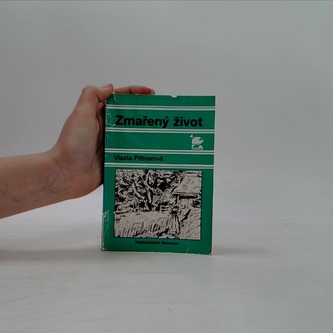 Zmařený život
Vlasta Pittnerová